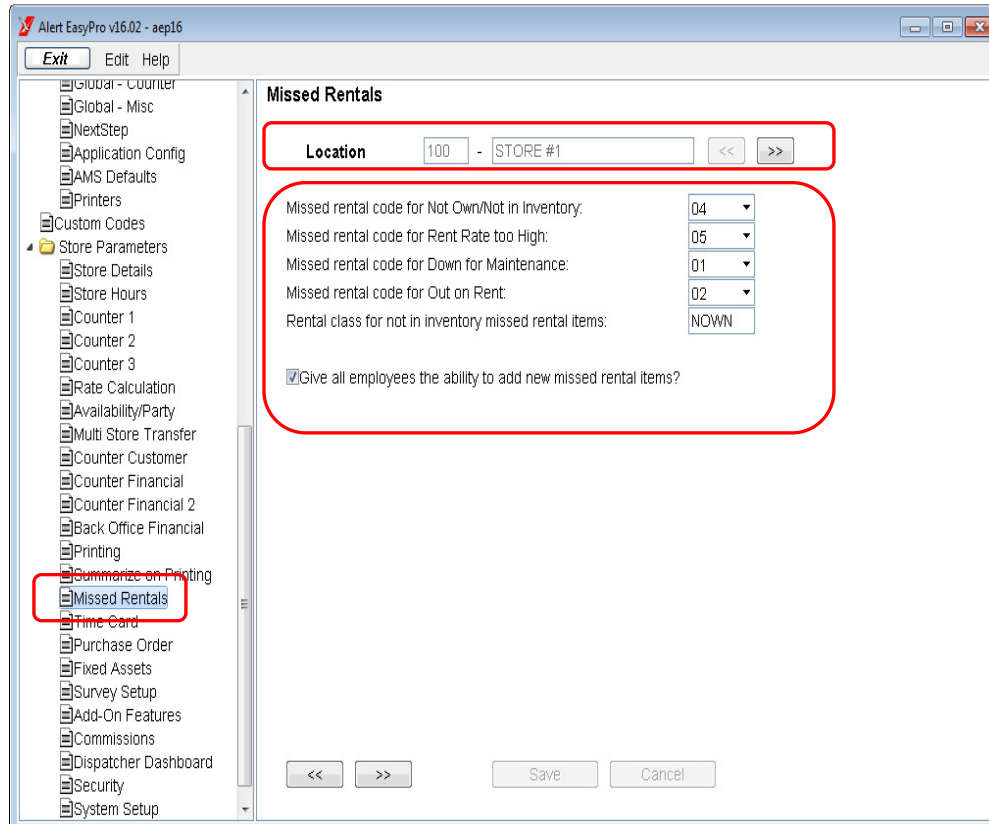 Alert EasyPro v16.02 - aep16
Exit Edit Help
Global - Counter
Global - Misc
NextStep
Application Config
AMS Defaults
Printers
Custom Codes
Store Parameters
Store Details
Store Hours
Counter 1
Counter 2
Counter 3
Rate Calculation
Availability/Party
Multi Store Transfer
Counter Customer
Counter Financial
Counter Financial 2
Back Office Financial
Printing
Summarize on Printing
Missed Rentals
Time Card
Purchase Order
Fixed Assets
Survey Setup
Add-On Features
Commissions
Dispatcher Dashboard
Security
System Setup
Missed Rentals
Location 100 - STORE #1 << >>
Missed rental code for Not Own/Not in Inventory: 04
Missed rental code for Rent Rate too High: 05
Missed rental code for Down for Maintenance: 01
Missed rental code for Out on Rent: 02
Rental class for not in inventory missed rental items: NOWN
Give all employees the ability to add new missed rental items?
<< >> Save Cancel